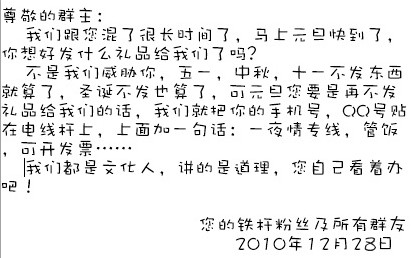 尊敬的群主：
我们跟您混了很长时间了，马上元旦快到了，
你想好发什么礼品给我们了吗？
不是我们威胁你，五一，中秋，十一不发东西
就算了，圣诞不发也算了，可元旦您要是再不发
礼品给我们的话，我们就把你的手机号，QQ号贴
在电线杆上，上面加一句话：一夜情专线，管饭
，可开发票……
我们都是文化人，讲的是道理，您自己看着办
吧！
您的铁杆粉丝及所有群友
2010年12月28日